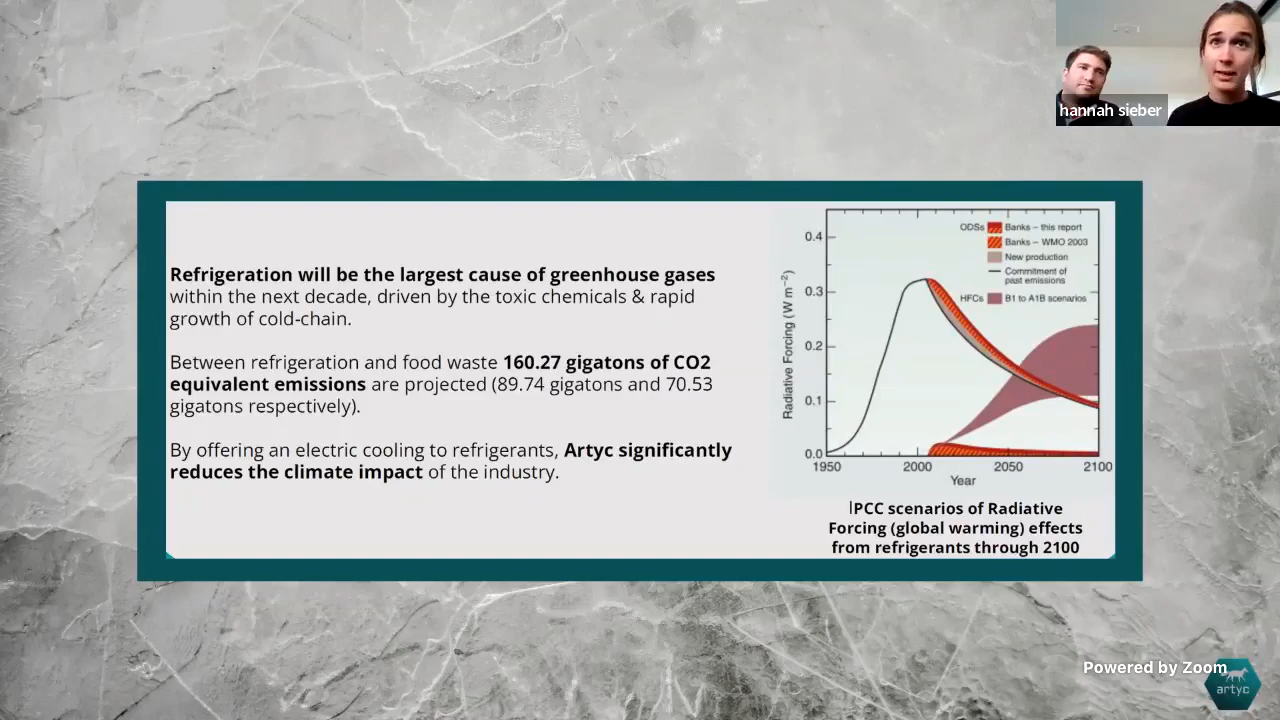 hannah sieber
Refrigeration will be the largest cause of greenhouse gases
within the next decade, driven by the toxic chemicals & rapid
growth of cold-chain.
Between refrigeration and food waste 160.27 gigatons of CO2
equivalent emissions are projected (89.74 gigatons and 70.53
gigatons respectively).
By offering an electric cooling to refrigerants, Artyc significantly
reduces the climate impact of the industry.
Radiative Forcing (W m⁻²)
0.4
0.3
0.2
0.1
0.0
ODSs Banks – this report
Banks – WMO 2003
New production
Commitment of
past emissions
HFCs B1 to A1B scenarios
1950 2000 2050 2100
Year
IPCC scenarios of Radiative
Forcing (global warming) effects
from refrigerants through 2100
Powered by Zoom
artyc